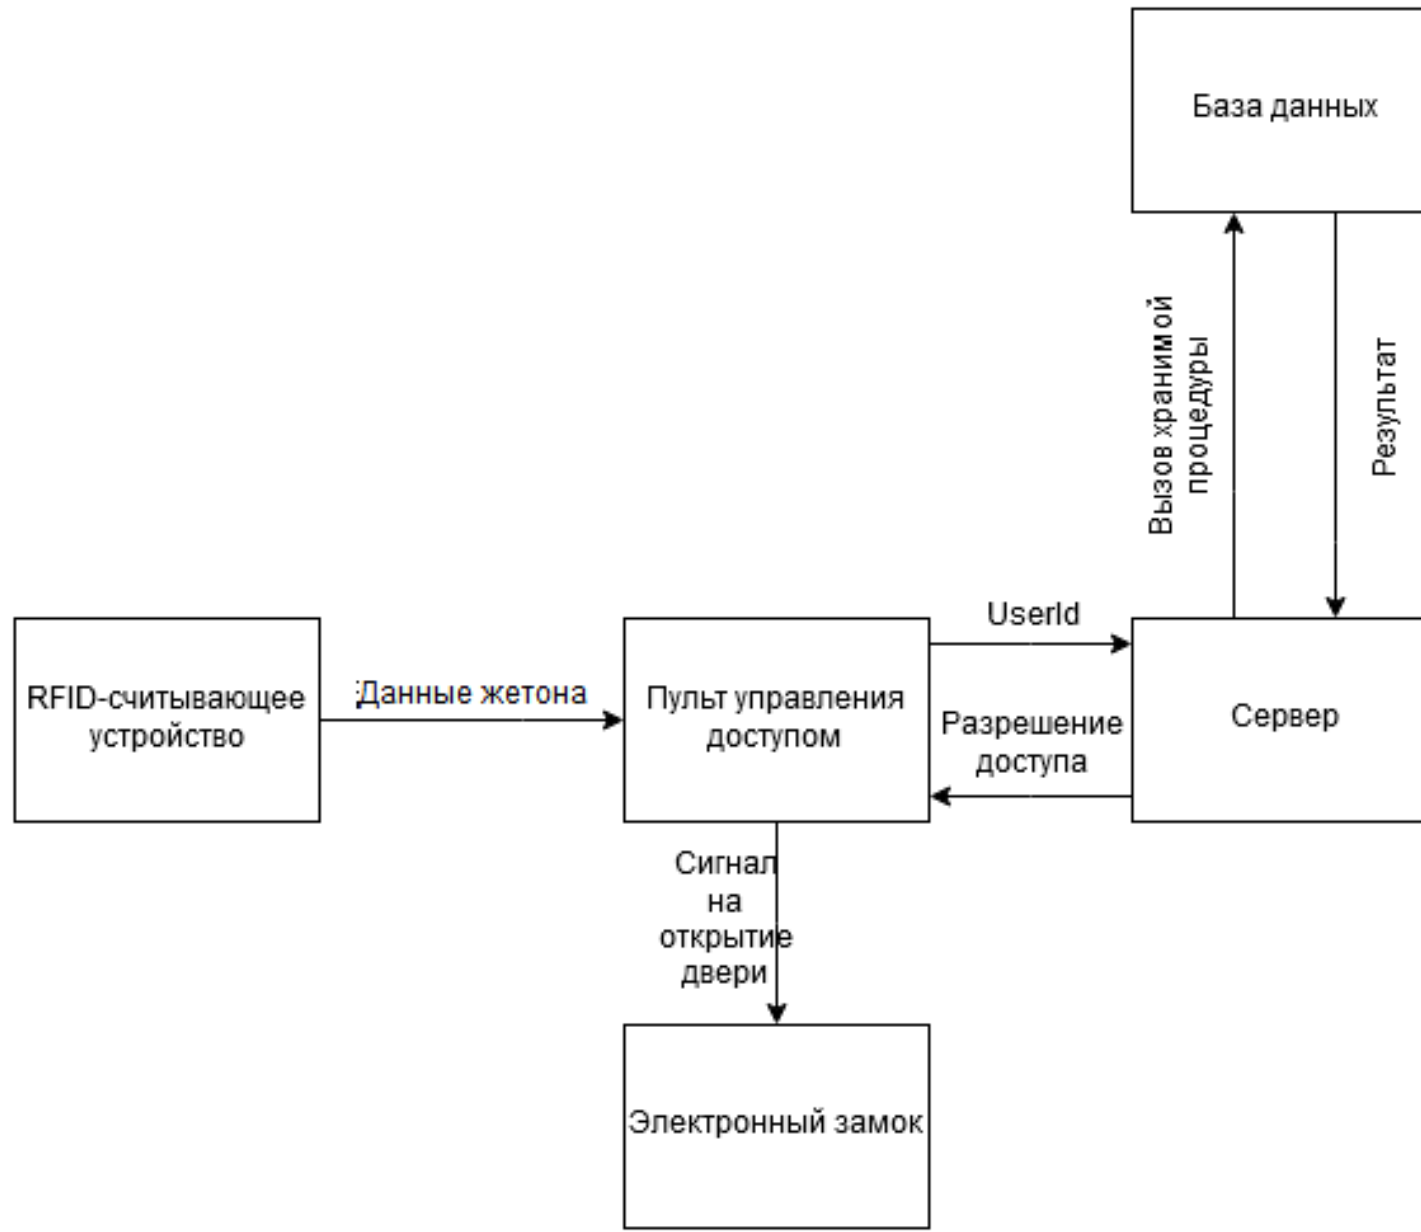 База данных
Вызов хранимой
процедуры
Результат
UserId
RFID-считывающее
устройство
Данные жетона
Пульт управления
доступом
Разрешение
доступа
Сервер
Сигнал
на
открытие
двери
Электронный замок